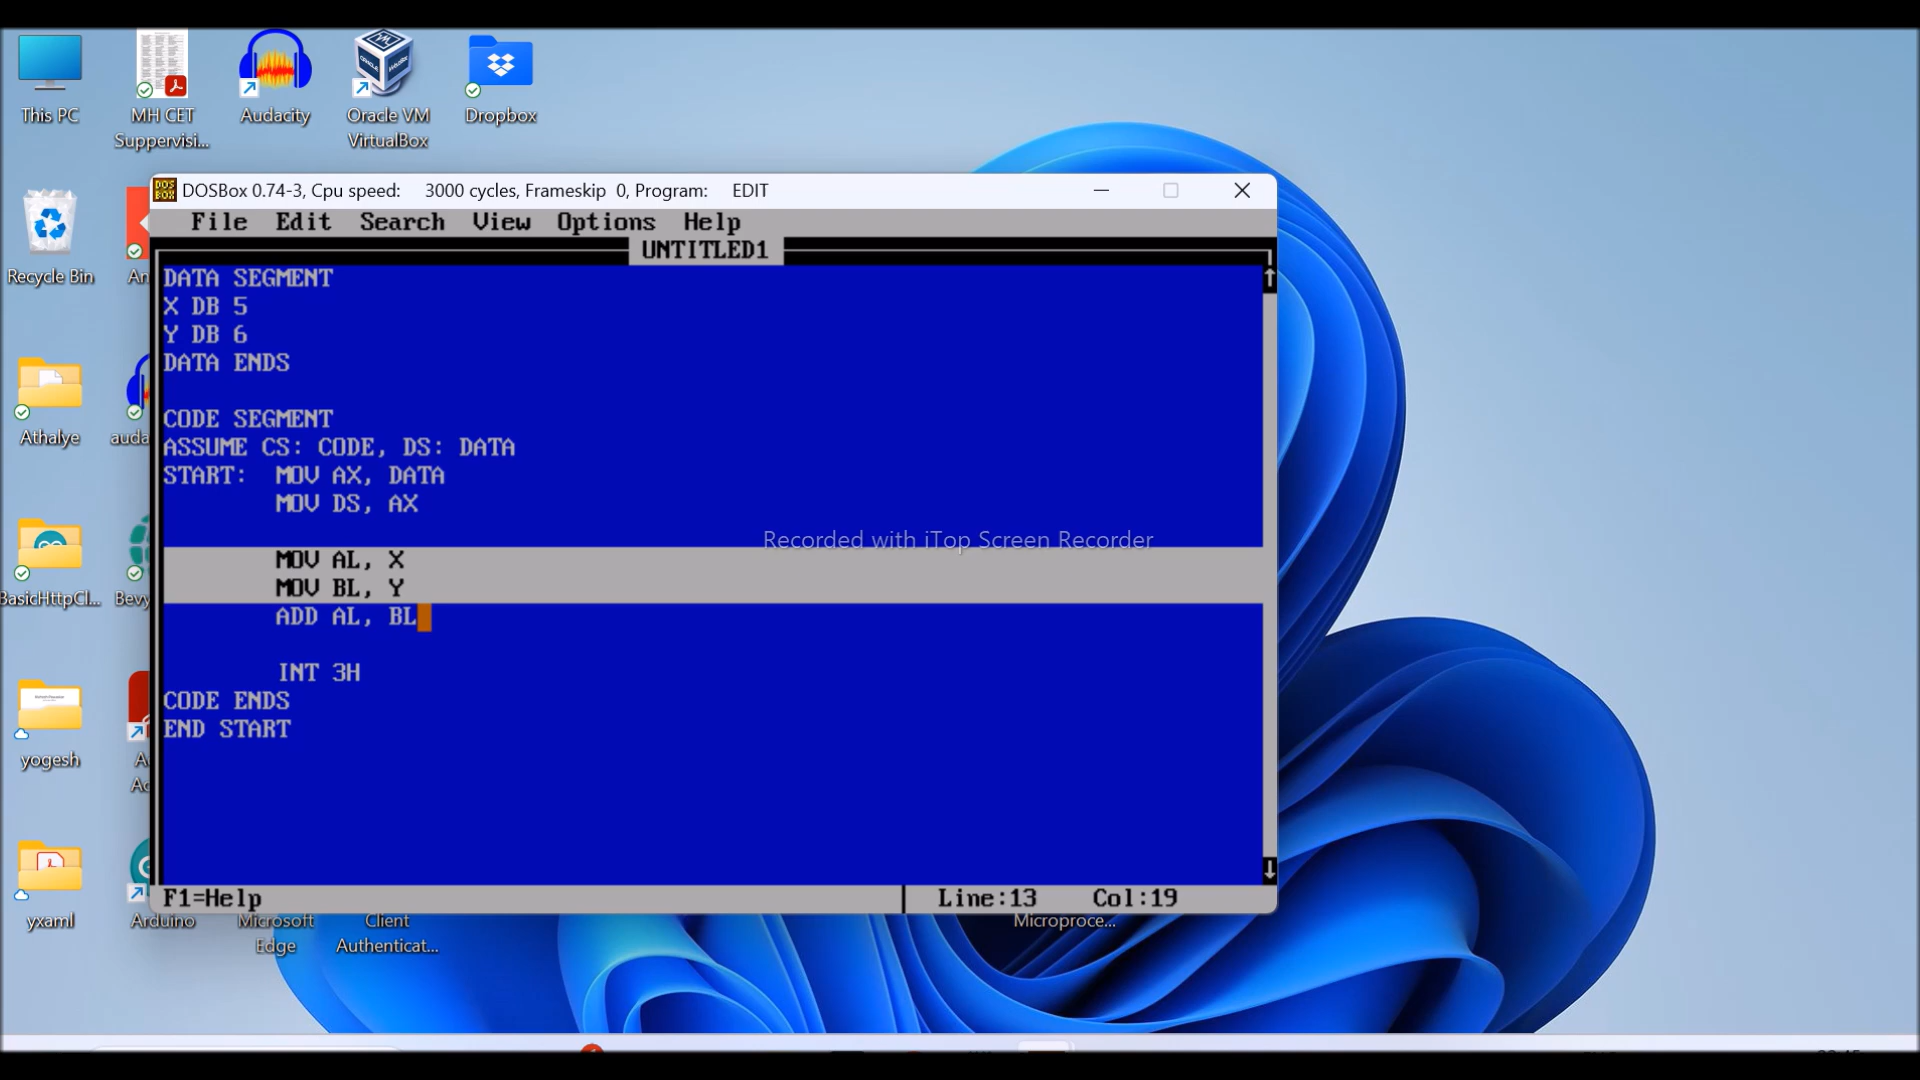 This PC
MH CET
Suppervisi...
Audacity
Oracle VM
VirtualBox
Dropbox
Recycle Bin
An
Athalye
auda
BasicHttpCl...
Bevy
yogesh
A
Ac
yxaml
Arduino
Microsoft
Edge
Client
Authenticat...
Microproce...
DOSBox 0.74-3, Cpu speed: 3000 cycles, Frameskip 0, Program: EDIT
File Edit Search View Options Help
UNTITLED1
DATA SEGMENT
X DB 5
Y DB 6
DATA ENDS
CODE SEGMENT
ASSUME CS: CODE, DS: DATA
START: MOV AX, DATA
MOV DS, AX
Recorded with iTop Screen Recorder
MOV AL, X
MOV BL, Y
ADD AL, BL
INT 3H
CODE ENDS
END START
F1=Help
Line:13 Col:19